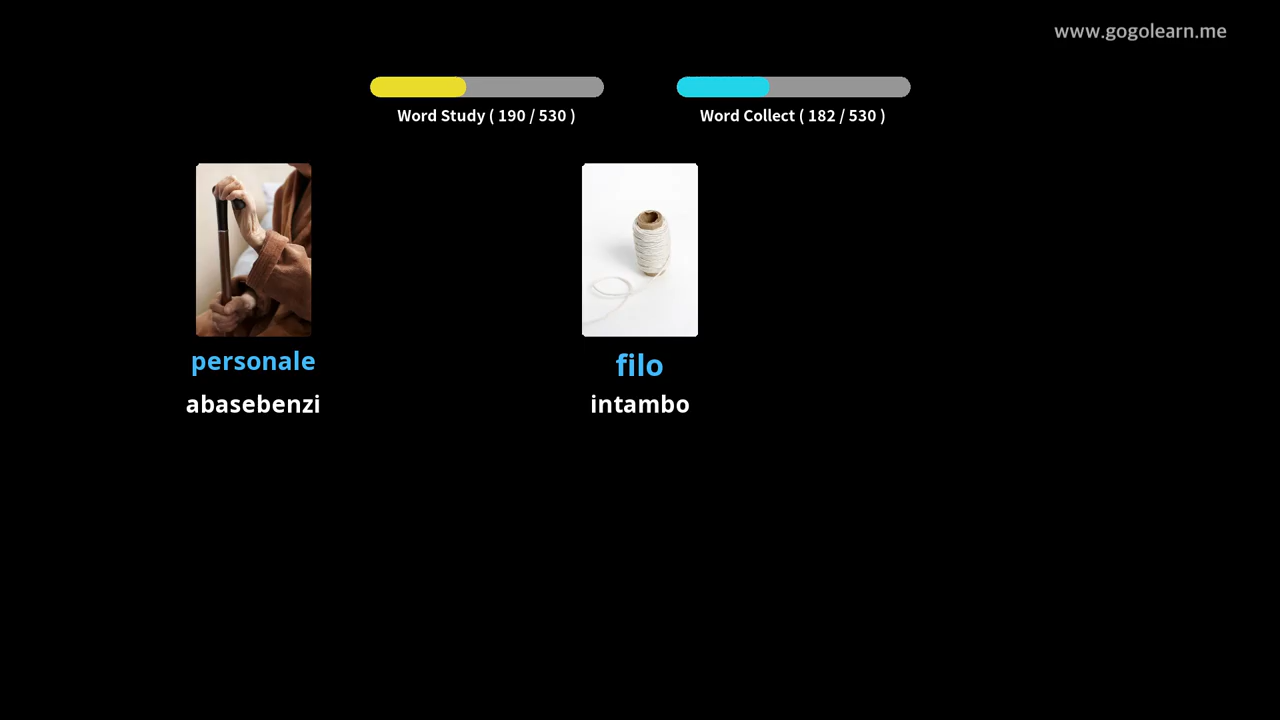 www.gogolearn.me
Word Study ( 190 / 530 )
Word Collect ( 182 / 530 )
personale
filo
abasebenzi
intambo